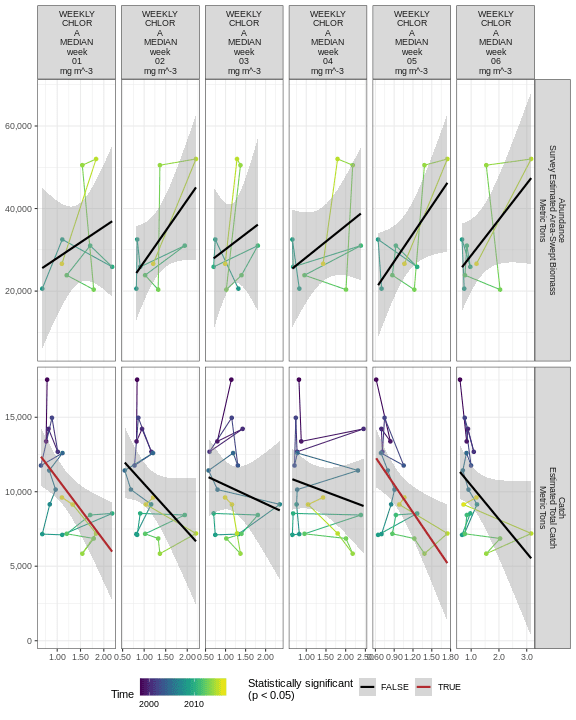 WEEKLY CHLOR A MEDIAN week 01 mg m^-3
WEEKLY CHLOR A MEDIAN week 02 mg m^-3
WEEKLY CHLOR A MEDIAN week 03 mg m^-3
WEEKLY CHLOR A MEDIAN week 04 mg m^-3
WEEKLY CHLOR A MEDIAN week 05 mg m^-3
WEEKLY CHLOR A MEDIAN week 06 mg m^-3
60,000
40,000
20,000
Abundance
Survey Estimated Area-Swept Biomass
Metric Tons
15,000
10,000
5,000
0
Catch
Estimated Total Catch
Metric Tons
1.00 1.50 2.00
0.50 1.00 1.50 2.00
0.50 1.00 1.50 2.00
0.50 1.00 1.50 2.00 2.50
0.60 0.90 1.20 1.50 1.80
1.0 2.0 3.0
Time
2000 2010
Statistically significant
(p < 0.05)
FALSE
TRUE